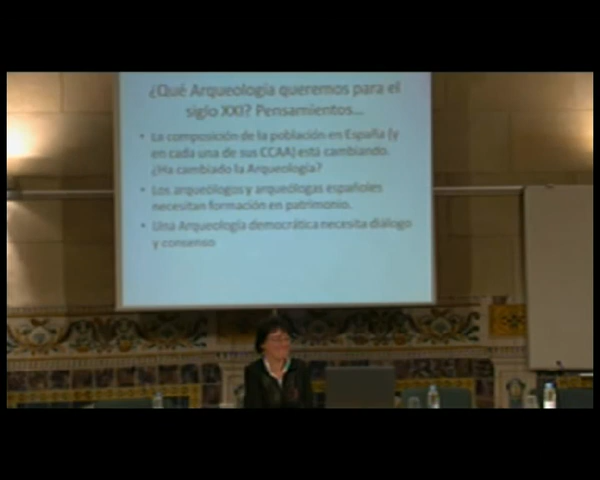 ¿Qué Arqueología queremos para el
siglo XXI? Pensamientos...
• La composición de la población en España (y
en cada una de sus CCAA) está cambiando.
¿Ha cambiado la Arqueología?
• Los arqueólogos y arqueólogas españoles
necesitan formación en patrimonio.
• Una Arqueología democrática necesita diálogo
y consenso